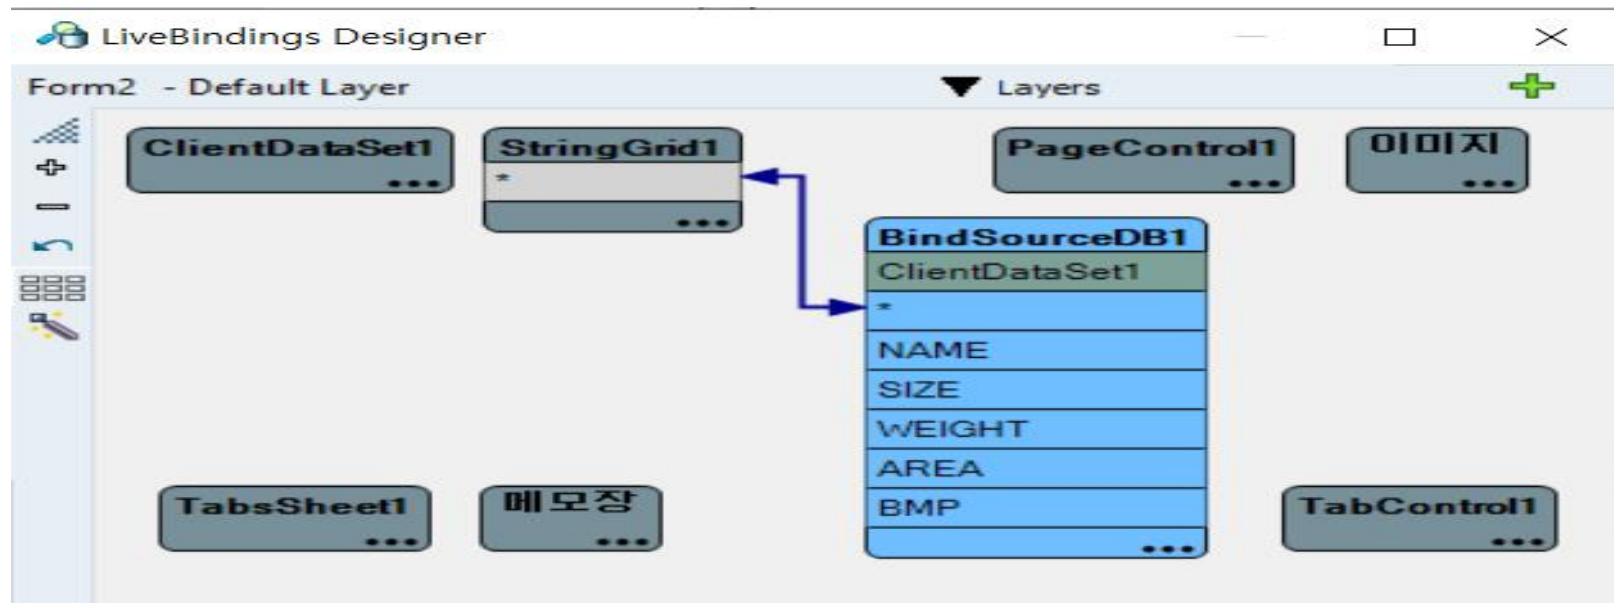 LiveBindings Designer
Form2 - Default Layer
Layers
ClientDataSet1
StringGrid1
*
PageControl1
이미지
BindSourceDB1
ClientDataSet1
*
NAME
SIZE
WEIGHT
AREA
BMP
TabsSheet1
메모장
TabControl1